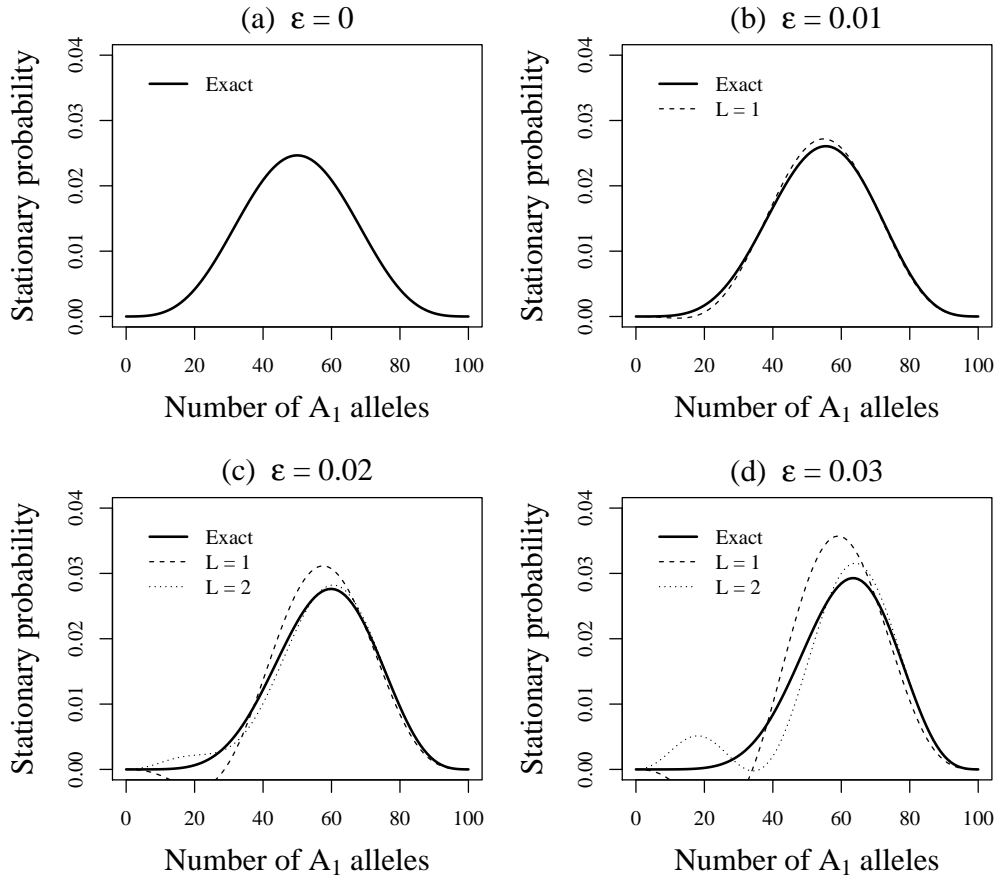 (a) ε = 0
Stationary probability
0.04
0.03
0.02
0.01
0.00
Exact
0 20 40 60 80 100
Number of A₁ alleles
(b) ε = 0.01
Stationary probability
0.04
0.03
0.02
0.01
0.00
Exact
L = 1
0 20 40 60 80 100
Number of A₁ alleles
(c) ε = 0.02
Stationary probability
0.04
0.03
0.02
0.01
0.00
Exact
L = 1
L = 2
0 20 40 60 80 100
Number of A₁ alleles
(d) ε = 0.03
Stationary probability
0.04
0.03
0.02
0.01
0.00
Exact
L = 1
L = 2
0 20 40 60 80 100
Number of A₁ alleles